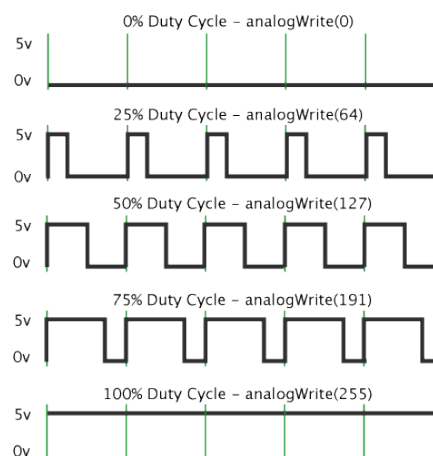 0% Duty Cycle – analogWrite(0)
5v
0v
25% Duty Cycle – analogWrite(64)
5v
0v
50% Duty Cycle – analogWrite(127)
5v
0v
75% Duty Cycle – analogWrite(191)
5v
0v
100% Duty Cycle – analogWrite(255)
5v
0v